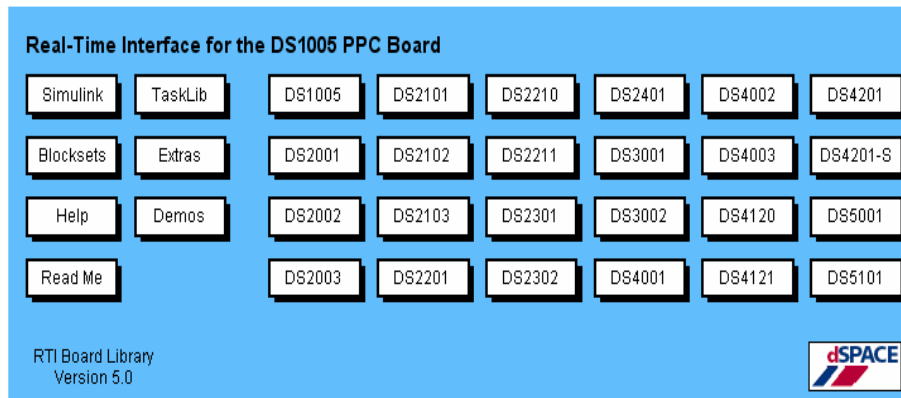 Real-Time Interface for the DS1005 PPC Board
Simulink TaskLib DS1005 DS2101 DS2210 DS2401 DS4002 DS4201
Blocksets Extras DS2001 DS2102 DS2211 DS3001 DS4003 DS4201-S
Help Demos DS2002 DS2103 DS2301 DS3002 DS4120 DS5001
Read Me DS2003 DS2201 DS2302 DS4001 DS4121 DS5101
RTI Board Library
Version 5.0
dSPACE